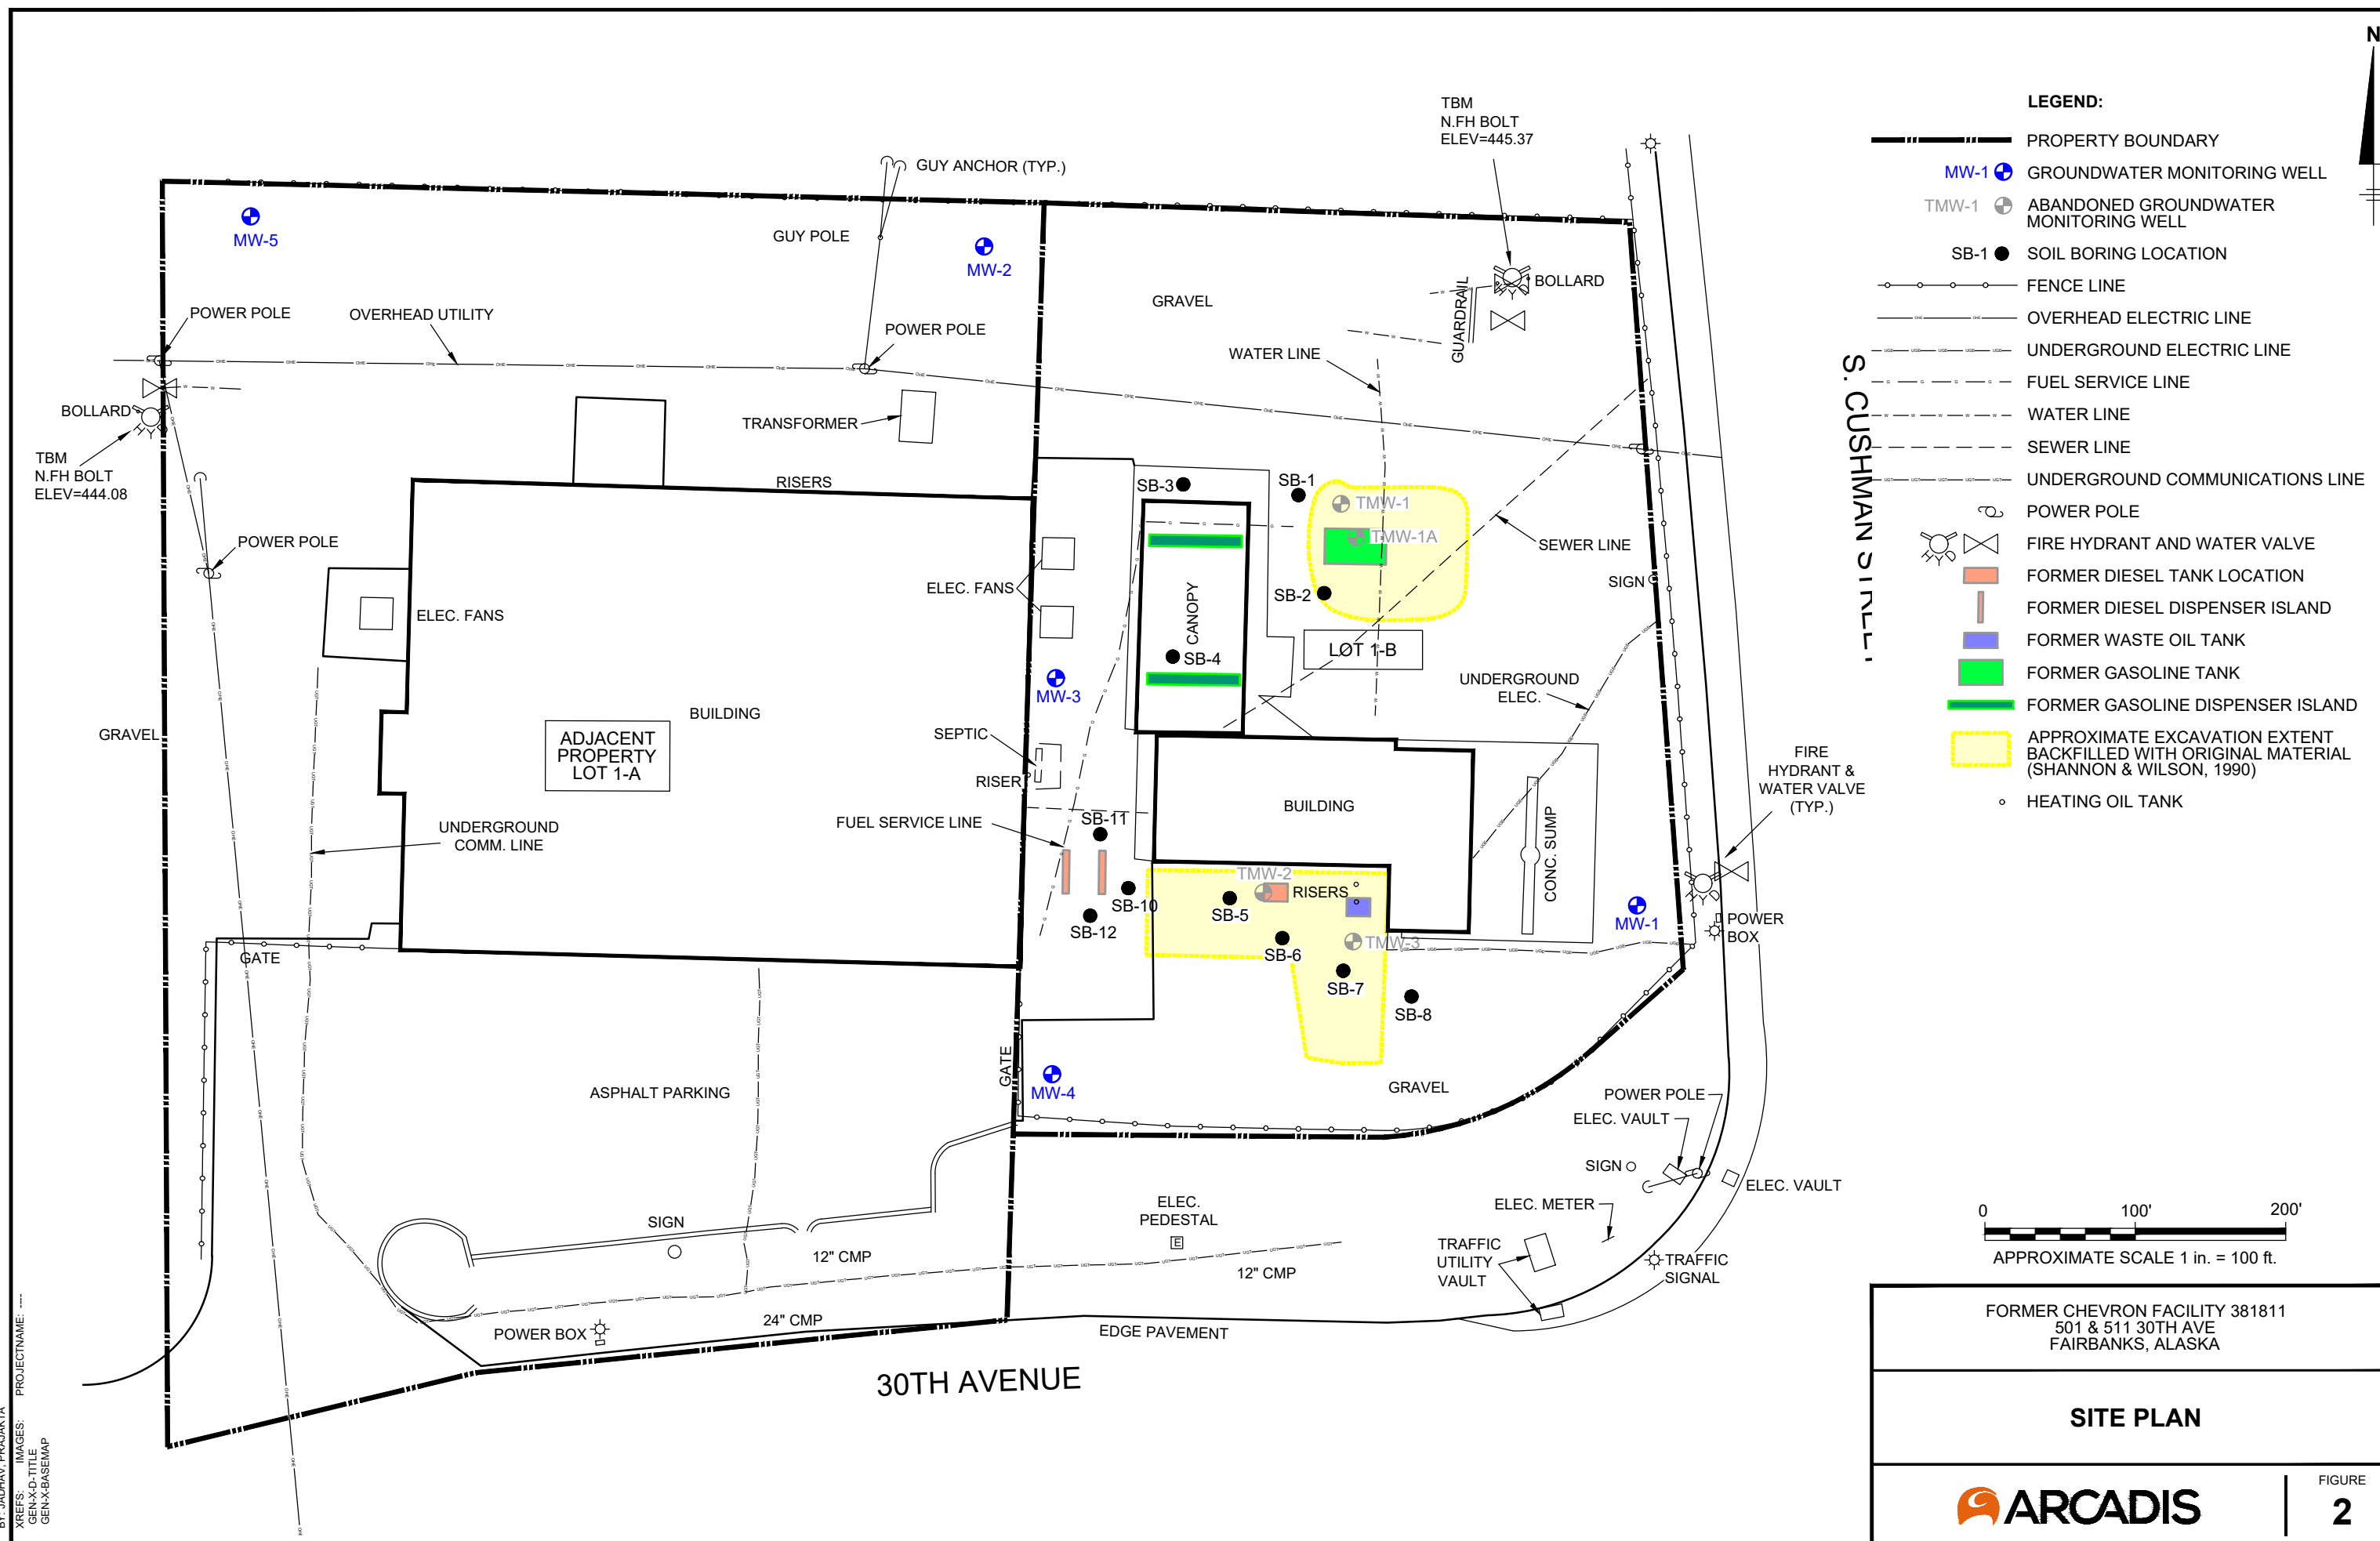 N
TBM
N.FH BOLT
ELEV=445.37
GUY ANCHOR (TYP.)
MW-5
GUY POLE
MW-2
GRAVEL
GUARDRAIL
BOLLARD
POWER POLE
OVERHEAD UTILITY
POWER POLE
WATER LINE
BOLLARD
TRANSFORMER
TBM
N.FH BOLT
ELEV=444.08
RISERS
SB-3
SB-1
TMW-1
TMW-1A
SEWER LINE
POWER POLE
SIGN
ELEC. FANS
ELEC. FANS
SB-2
CANOPY
LOT 1-B
SB-4
MW-3
UNDERGROUND
ELEC.
BUILDING
GRAVEL
ADJACENT
PROPERTY
LOT 1-A
SEPTIC
RISER
BUILDING
CONC. SUMP
FIRE
HYDRANT &
WATER VALVE
(TYP.)
UNDERGROUND
COMM. LINE
FUEL SERVICE LINE
SB-11
TMW-2
RISERS
SB-10
SB-5
SB-12
SB-6
TMW-3
MW-1
POWER
BOX
GATE
SB-7
SB-8
GATE
MW-4
ASPHALT PARKING
GRAVEL
POWER POLE
ELEC. VAULT
SIGN
ELEC. VAULT
ELEC.
PEDESTAL
E
ELEC. METER
SIGN
12" CMP
12" CMP
TRAFFIC
UTILITY
VAULT
TRAFFIC
SIGNAL
24" CMP
POWER BOX
EDGE PAVEMENT
30TH AVENUE
S. CUSHMAN STREET
LEGEND:
PROPERTY BOUNDARY
MW-1 GROUNDWATER MONITORING WELL
TMW-1 ABANDONED GROUNDWATER
MONITORING WELL
SB-1 SOIL BORING LOCATION
FENCE LINE
OVERHEAD ELECTRIC LINE
UNDERGROUND ELECTRIC LINE
FUEL SERVICE LINE
WATER LINE
SEWER LINE
UNDERGROUND COMMUNICATIONS LINE
POWER POLE
HYD FIRE HYDRANT AND WATER VALVE
FORMER DIESEL TANK LOCATION
FORMER DIESEL DISPENSER ISLAND
FORMER WASTE OIL TANK
FORMER GASOLINE TANK
FORMER GASOLINE DISPENSER ISLAND
APPROXIMATE EXCAVATION EXTENT
BACKFILLED WITH ORIGINAL MATERIAL
(SHANNON & WILSON, 1990)
HEATING OIL TANK
0 100' 200'
APPROXIMATE SCALE 1 in. = 100 ft.
FORMER CHEVRON FACILITY 381811
501 & 511 30TH AVE
FAIRBANKS, ALASKA
SITE PLAN
ARCADIS
FIGURE
2
BY: JADHAV, PRAJAKTA
XREFS: IMAGES: PROJECTNAME: ----
GEN-X-D-TITLE
GEN-X-BASEMAP